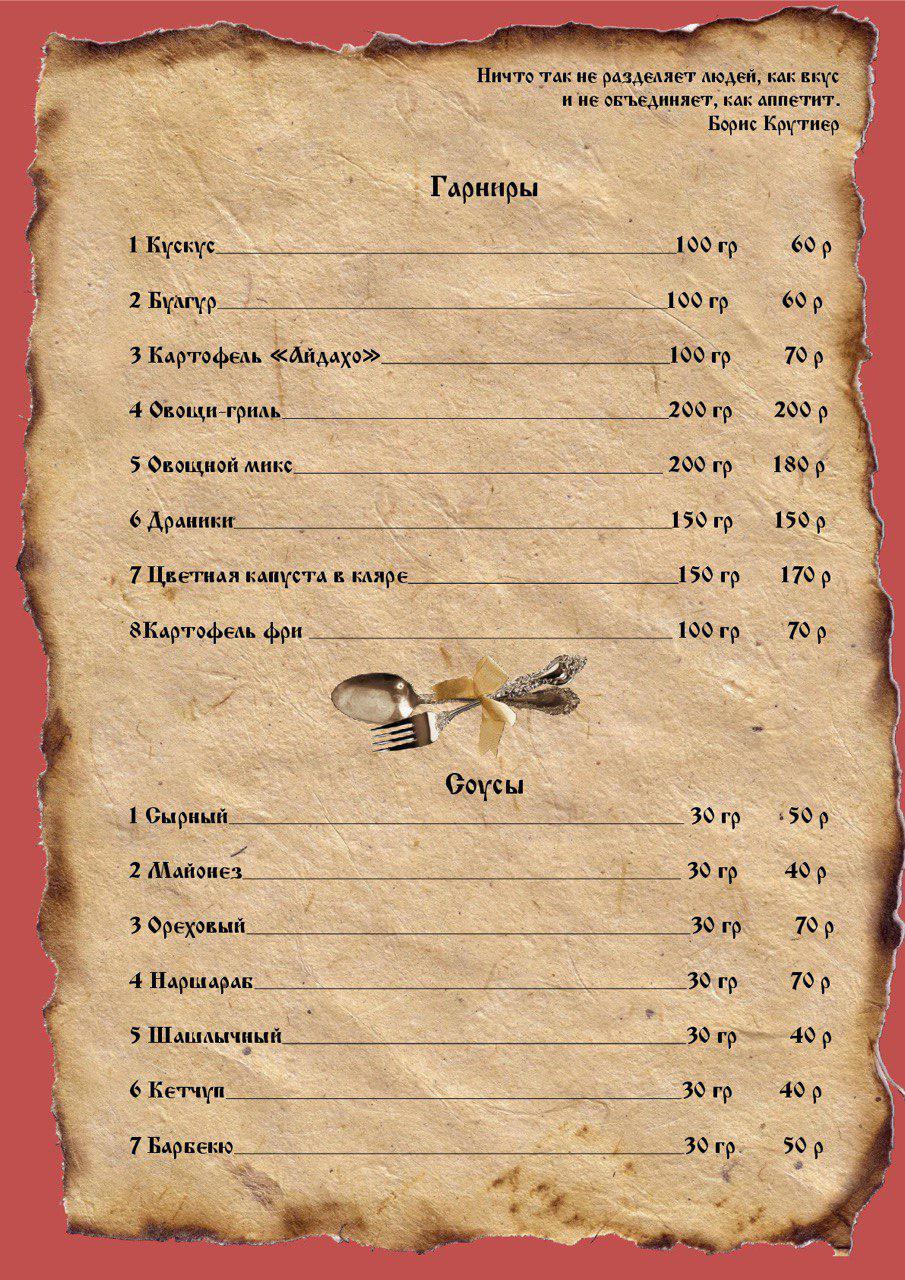 Ничто так не разделяет людей, как вкус
и не объединяет, как аппетит.
Борис Крутиер
Гарниры
1 Кускус 100 гр 60 р
2 Булгур 100 гр 60 р
3 Картофель «Айдахо» 100 гр 70 р
4 Овощи-гриль 200 гр 200 р
5 Овощной микс 200 гр 180 р
6 Драники 150 гр 150 р
7 Цветная капуста в кляре 150 гр 170 р
8Картофель фри 100 гр 70 р
Соусы
1 Сырный 30 гр 50 р
2 Майонез 30 гр 40 р
3 Ореховый 30 гр 70 р
4 Наршараб 30 гр 70 р
5 Шашлычный 30 гр 40 р
6 Кетчуп 30 гр 40 р
7 Барбекю 30 гр 50 р